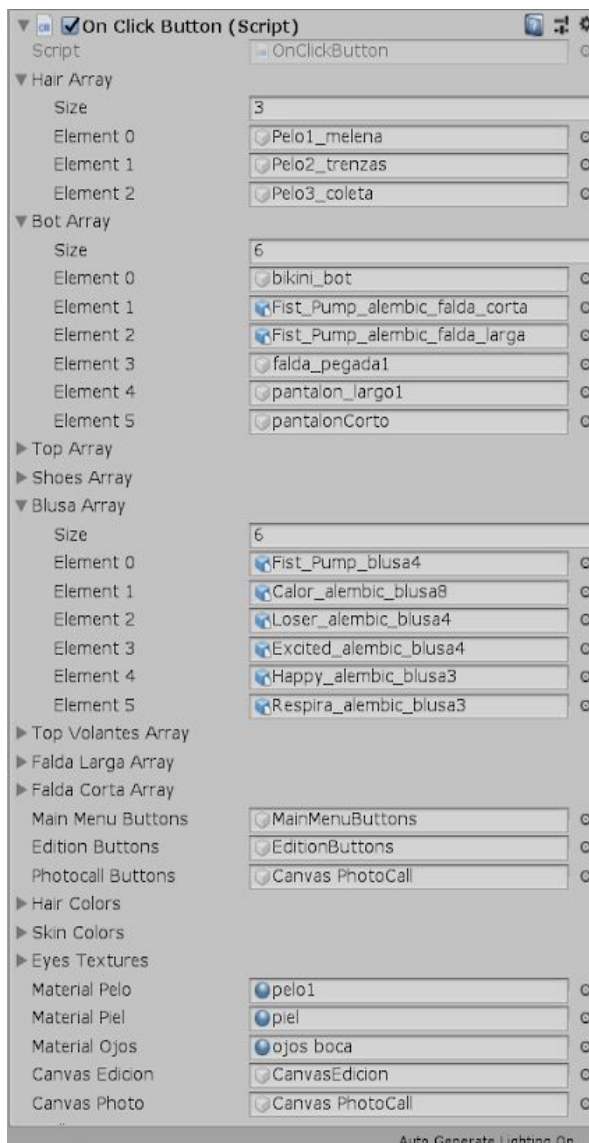 On Click Button (Script)
Script OnClickButton
Hair Array
Size 3
Element 0 Pelo1_melena
Element 1 Pelo2_trenzas
Element 2 Pelo3_coleta
Bot Array
Size 6
Element 0 bikini_bot
Element 1 Fist_Pump_alembic_falda_corta
Element 2 Fist_Pump_alembic_falda_larga
Element 3 falda_pegada1
Element 4 pantalon_largo1
Element 5 pantalonCorto
Top Array
Shoes Array
Blusa Array
Size 6
Element 0 Fist_Pump_blusa4
Element 1 Calor_alembic_blusa8
Element 2 Loser_alembic_blusa4
Element 3 Excited_alembic_blusa4
Element 4 Happy_alembic_blusa3
Element 5 Respira_alembic_blusa3
Top Volantes Array
Falda Larga Array
Falda Corta Array
Main Menu Buttons MainMenuButtons
Edition Buttons EditionButtons
Photocall Buttons Canvas PhotoCall
Hair Colors
Skin Colors
Eyes Textures
Material Pelo pelo1
Material Piel piel
Material Ojos ojos boca
Canvas Edicion CanvasEdicion
Canvas Photo Canvas PhotoCall
Auto Generate Lighting On